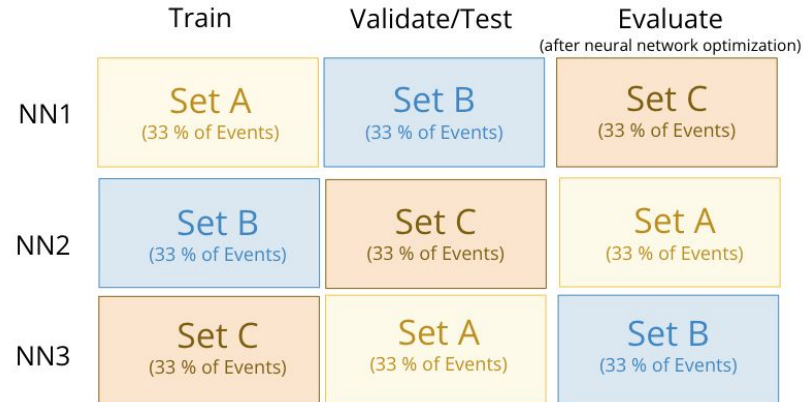 Train
Validate/Test
Evaluate
(after neural network optimization)
NN1
Set A
(33 % of Events)
Set B
(33 % of Events)
Set C
(33 % of Events)
NN2
Set B
(33 % of Events)
Set C
(33 % of Events)
Set A
(33 % of Events)
NN3
Set C
(33 % of Events)
Set A
(33 % of Events)
Set B
(33 % of Events)